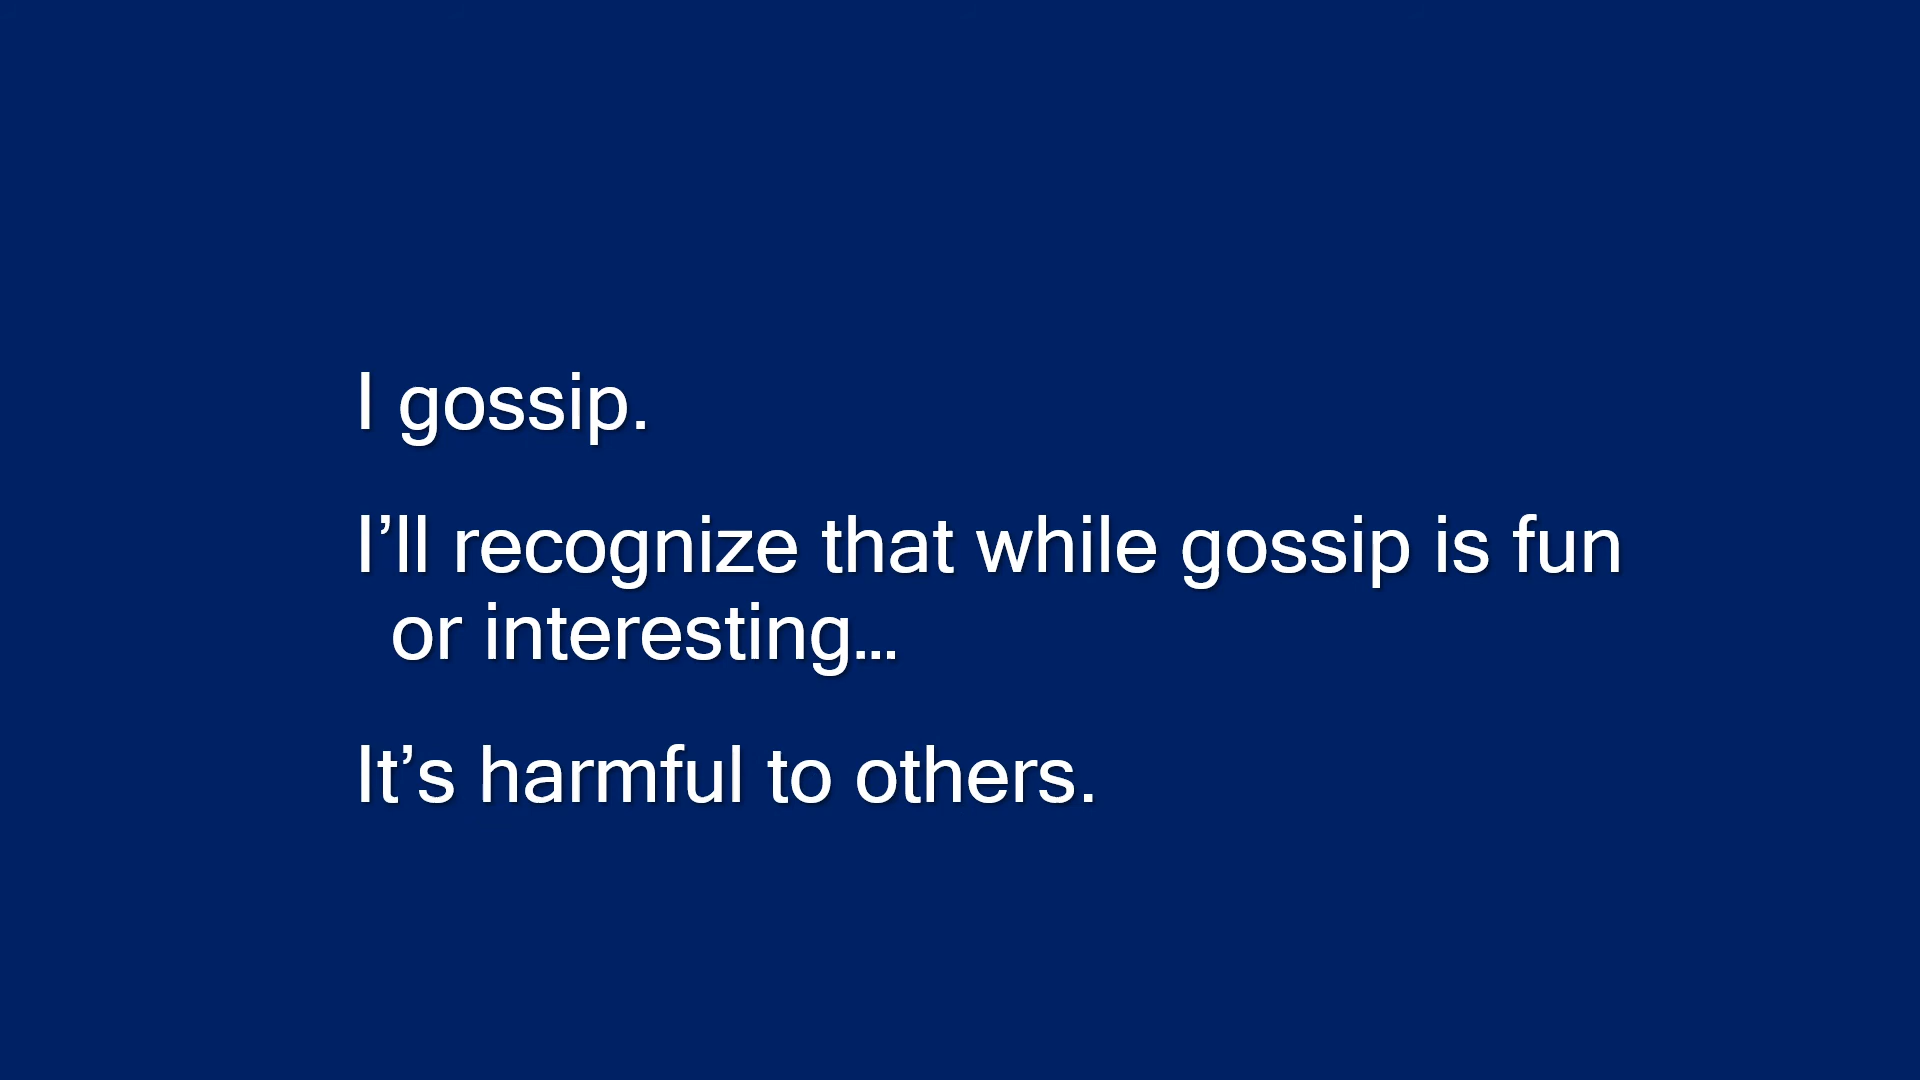 I gossip.
I’ll recognize that while gossip is fun
or interesting...
It’s harmful to others.